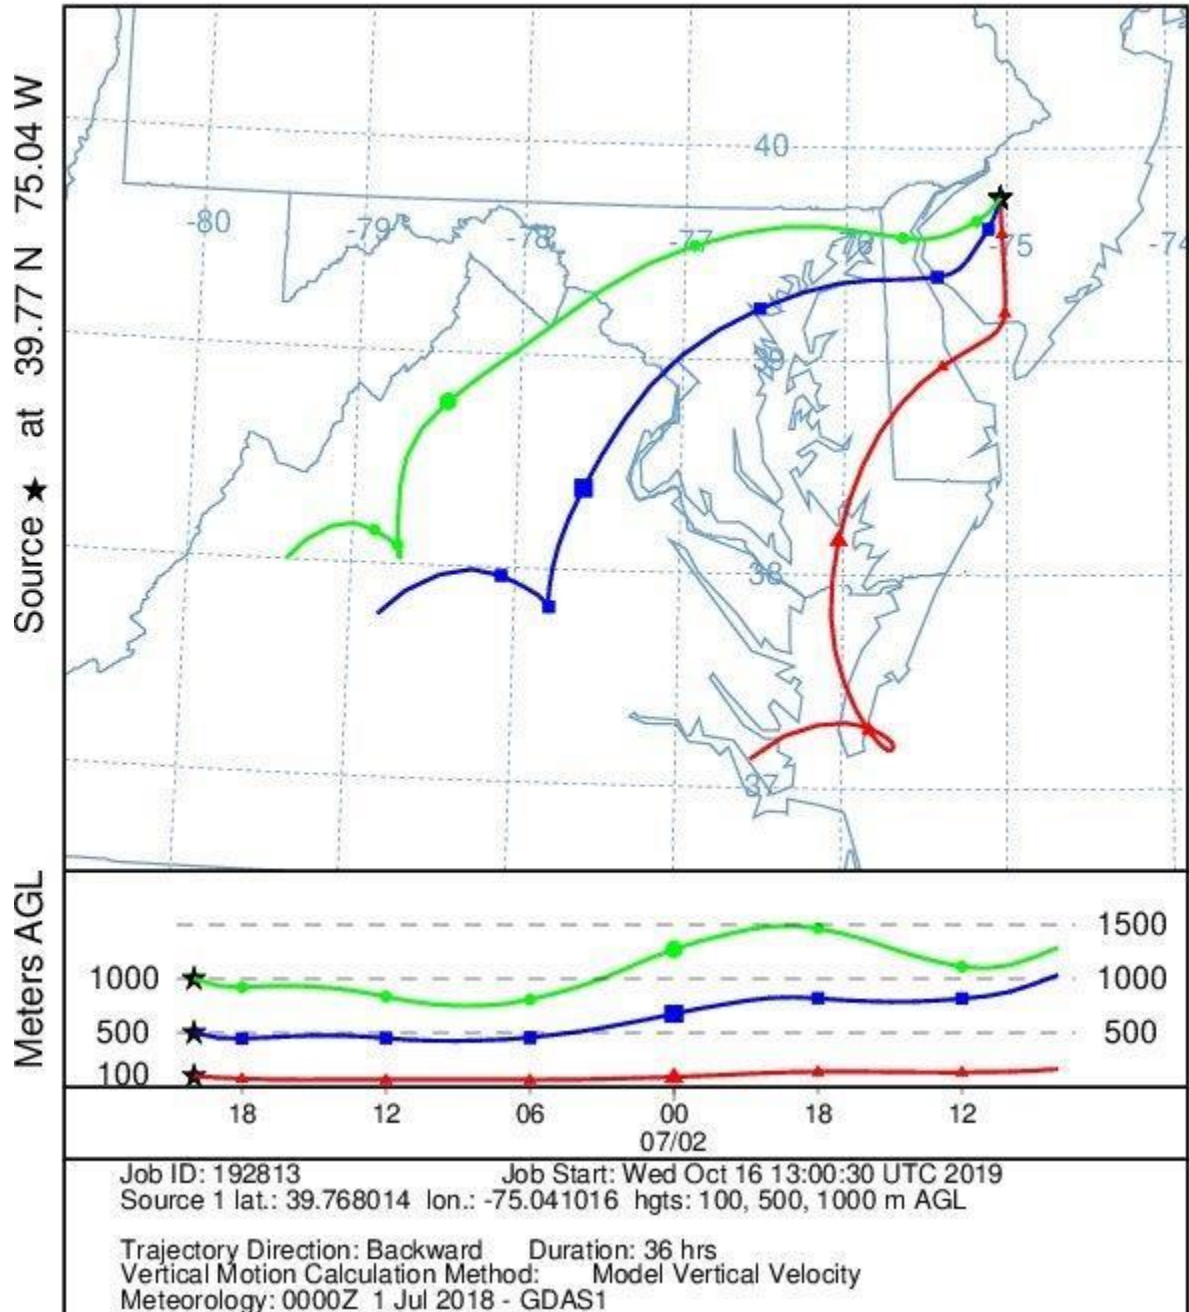 Source ★ at 39.77 N 75.04 W
40
-80
-79
-78
-77
-76
-75
-74
39
38
37
Meters AGL
1500
1000
1000
500
500
100
18 12 06 00 18 12
07/02
Job ID: 192813 Job Start: Wed Oct 16 13:00:30 UTC 2019
Source 1 lat.: 39.768014 lon.: -75.041016 hgts: 100, 500, 1000 m AGL
Trajectory Direction: Backward Duration: 36 hrs
Vertical Motion Calculation Method: Model Vertical Velocity
Meteorology: 0000Z 1 Jul 2018 - GDAS1